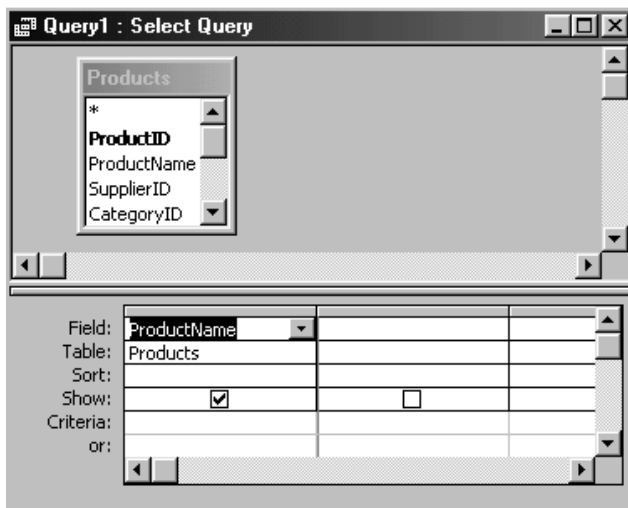 Query1 : Select Query
Products
*
ProductID
ProductName
SupplierID
CategoryID
Field: ProductName
Table: Products
Sort:
Show:
Criteria:
or: